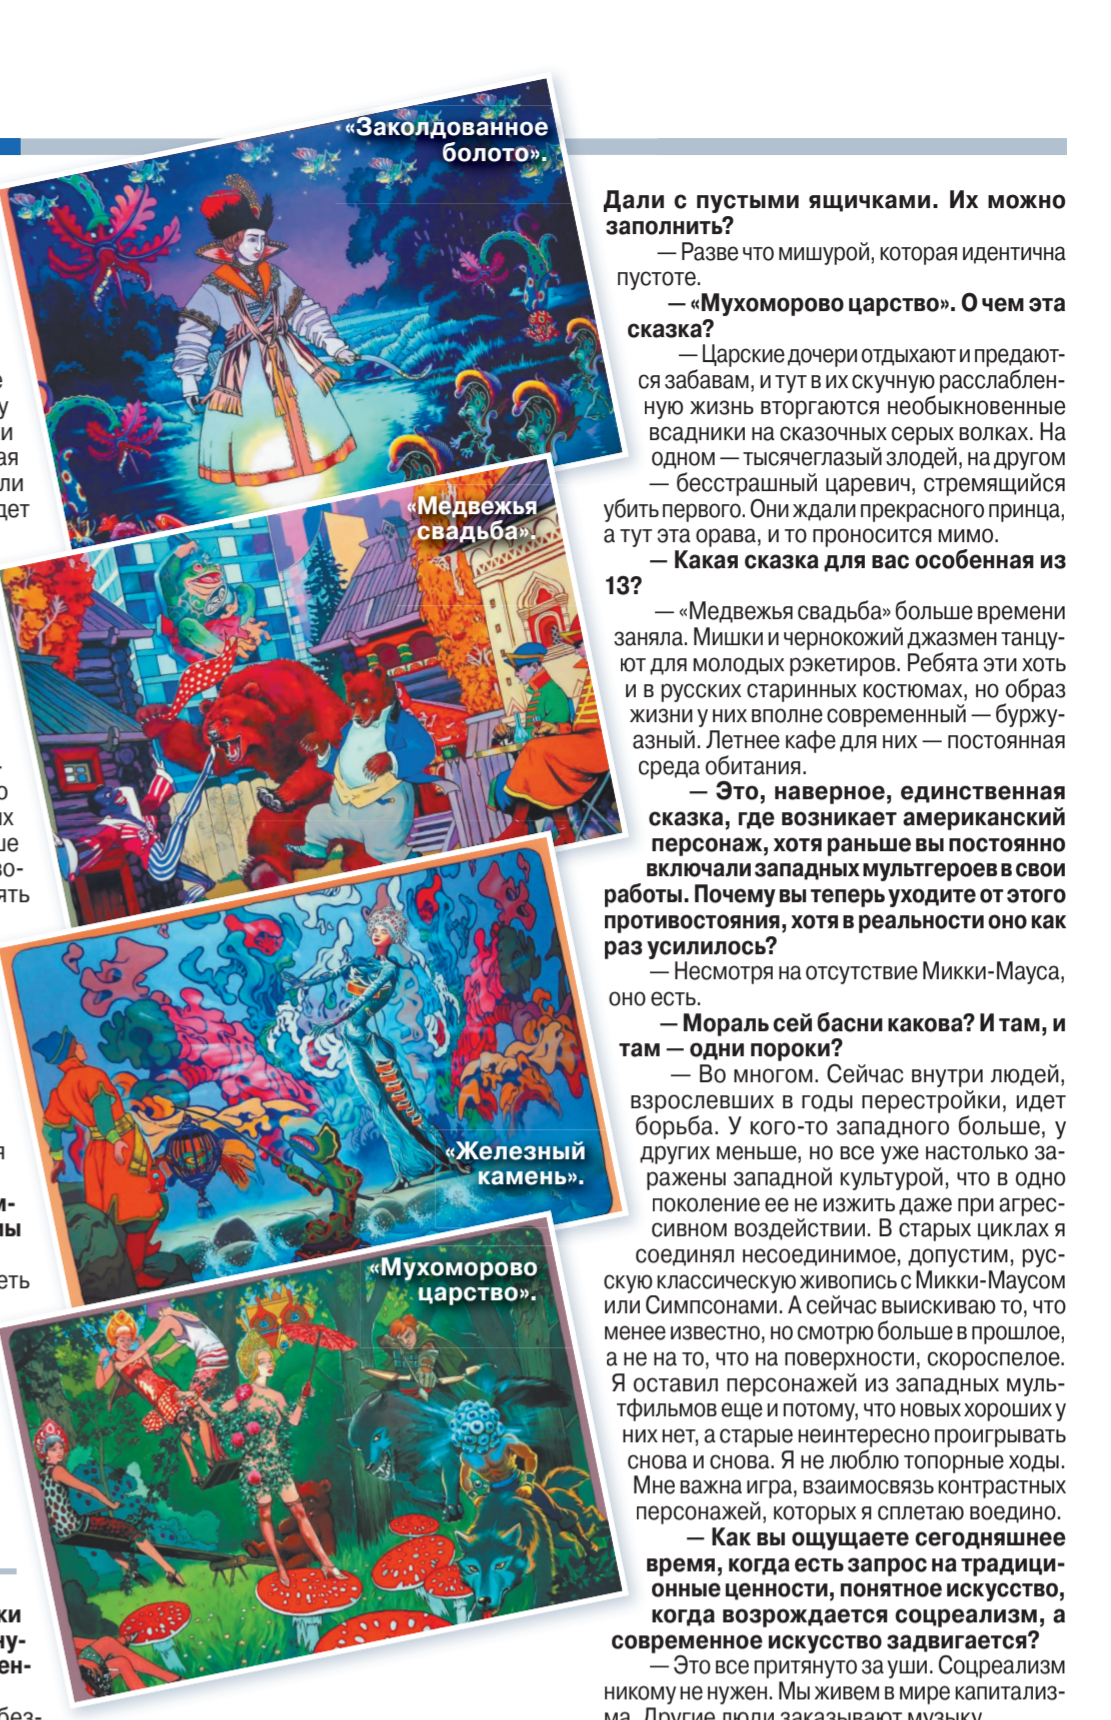 «Заколдованное
болото».
«Медвежья
свадьба».
«Железный
камень».
«Мухоморово
царство».
Дали с пустыми ящичками. Их можно
заполнить?
— Разве что мишурой, которая идентична
пустоте.
— «Мухоморово царство». О чем эта
сказка?
— Царские дочери отдыхают и предают-
ся забавам, и тут в их скучную расслаблен-
ную жизнь вторгаются необыкновенные
всадники на сказочных серых волках. На
одном — тысячеглазый злодей, на другом
— бесстрашный царевич, стремящийся
убить первого. Они ждали прекрасного принца,
а тут эта орава, и то проносится мимо.
— Какая сказка для вас особенная из
13?
— «Медвежья свадьба» больше времени
заняла. Мишки и чернокожий джазмен танцу-
ют для молодых рэкетиров. Ребята эти хоть
и в русских старинных костюмах, но образ
жизни у них вполне современный — буржу-
азный. Летнее кафе для них — постоянная
среда обитания.
— Это, наверное, единственная
сказка, где возникает американский
персонаж, хотя раньше вы постоянно
включали западных мультгероев в свои
работы. Почему вы теперь уходите от этого
противостояния, хотя в реальности оно как
раз усилилось?
— Несмотря на отсутствие Микки-Мауса,
оно есть.
— Мораль сей басни какова? И там, и
там — одни пороки?
— Во многом. Сейчас внутри людей,
взрослевших в годы перестройки, идет
борьба. У кого-то западного больше, у
других меньше, но все уже настолько за-
ражены западной культурой, что в одно
поколение ее не изжить даже при агрес-
сивном воздействии. В старых циклах я
соединял несоединимое, допустим, рус-
скую классическую живопись с Микки-Маусом
или Симпсонами. А сейчас выискиваю то, что
менее известно, но смотрю больше в прошлое,
а не на то, что на поверхности, скороспелое.
Я оставил персонажей из западных муль-
тфильмов еще и потому, что новых хороших у
них нет, а старые неинтересно проигрывать
снова и снова. Я не люблю топорные ходы.
Мне важна игра, взаимосвязь контрастных
персонажей, которых я сплетаю воедино.
— Как вы ощущаете сегодняшнее
время, когда есть запрос на традици-
онные ценности, понятное искусство,
когда возрождается соцреализм, а
современное искусство задвигается?
— Это все притянуто за уши. Соцреализм
никому не нужен. Мы живем в мире капитализ-
ма. Другие люди заказывают музыку.